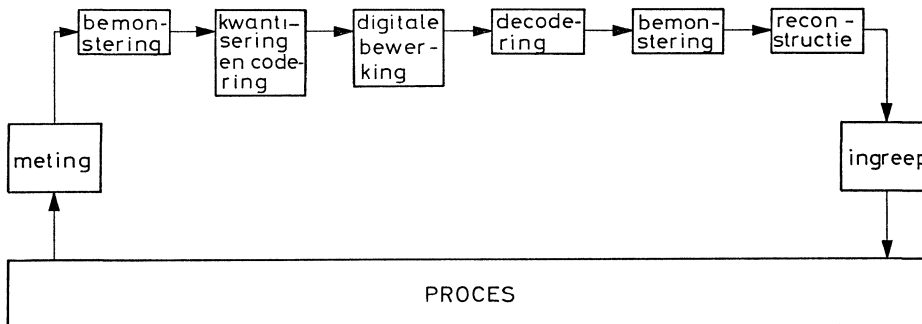 bemon-
stering
kwanti-
sering
en code-
ring
digitale
bewer-
king
decode-
ring
bemon-
stering
recon-
structie
meting
ingreep
PROCES